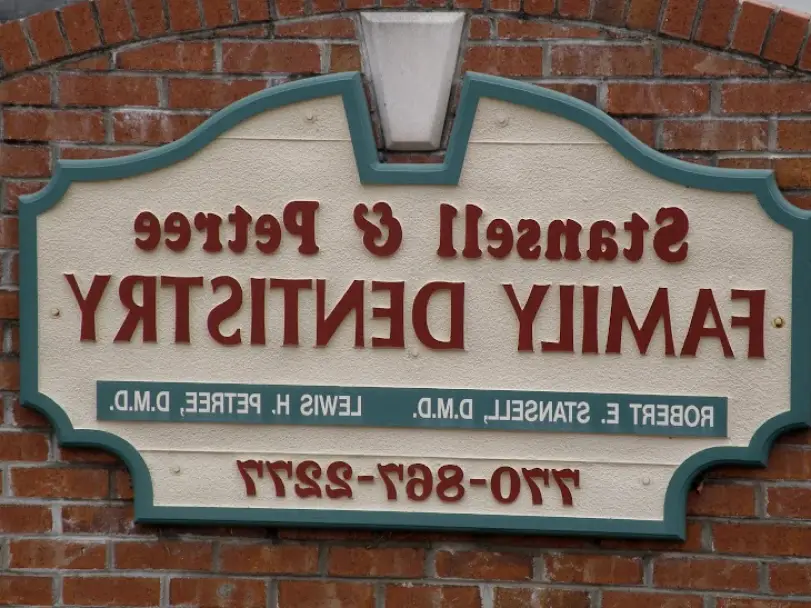 Stansell & Petree
FAMILY DENTISTRY
ROBERT E. STANSELL, D.M.D. LEWIS H. PETREE, D.M.D.
770-867-2277